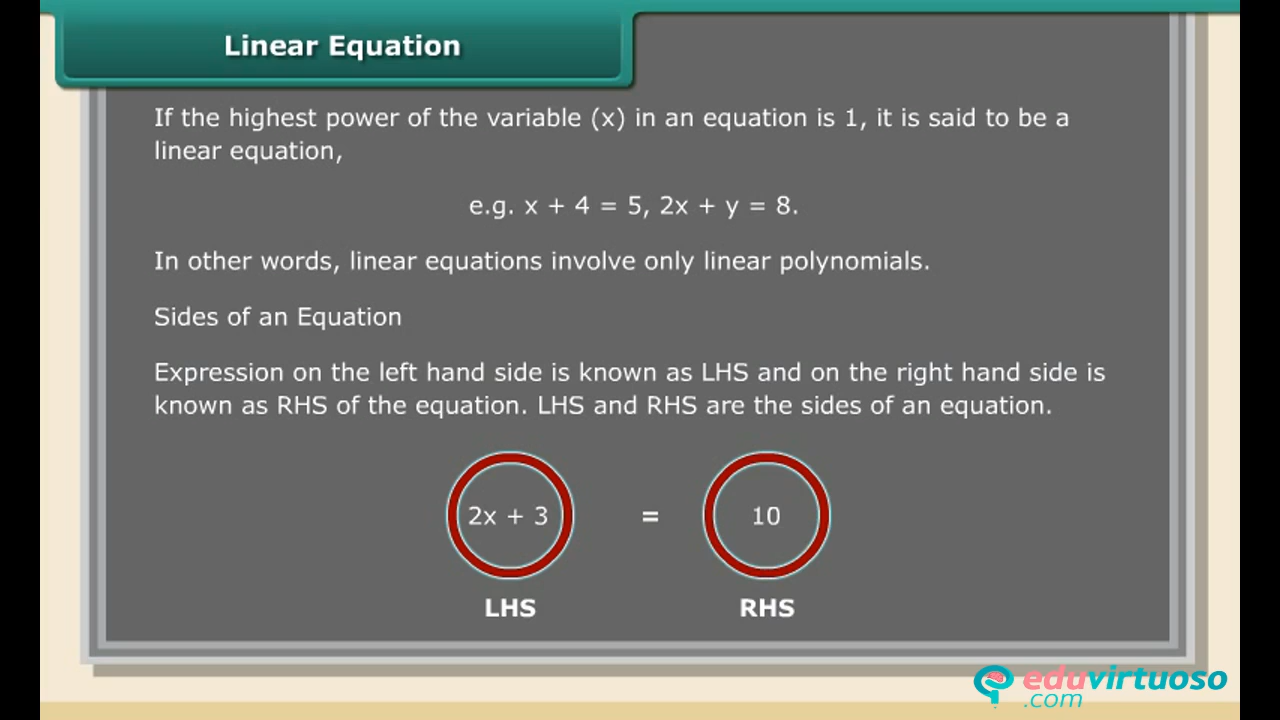 Linear Equation
If the highest power of the variable (x) in an equation is 1, it is said to be a
linear equation,
e.g. x + 4 = 5, 2x + y = 8.
In other words, linear equations involve only linear polynomials.
Sides of an Equation
Expression on the left hand side is known as LHS and on the right hand side is
known as RHS of the equation. LHS and RHS are the sides of an equation.
2x + 3 = 10
LHS RHS
eduvirtuoso
.com